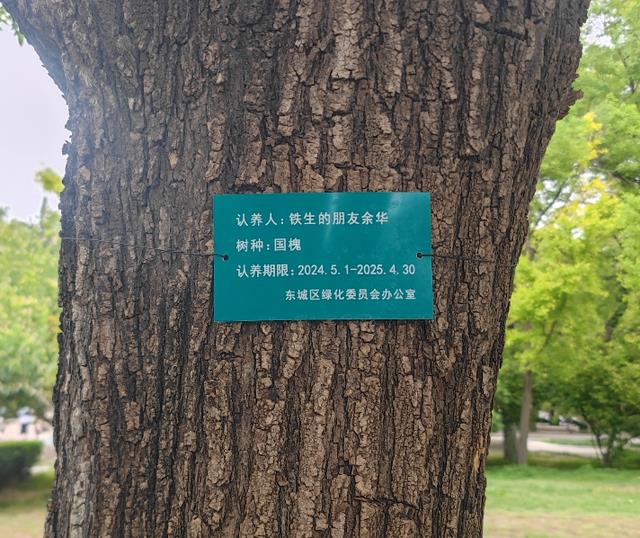 认养人:铁生的朋友余华
树种:国槐
认养期限:2024.5.1-2025.4.30
东城区绿化委员会办公室